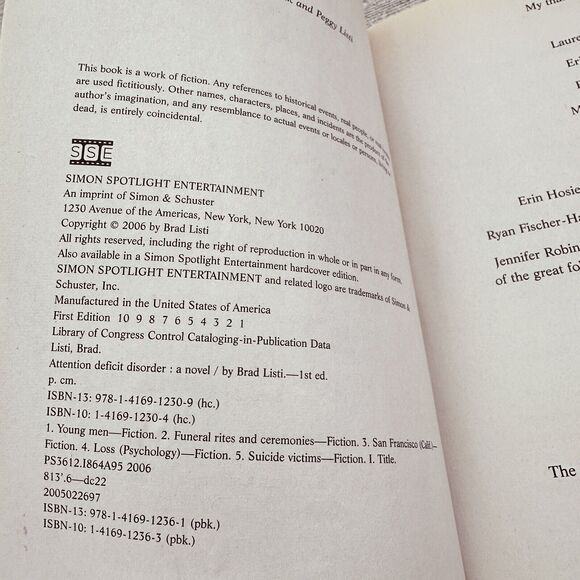 and Peggy Listi
This book is a work of fiction. Any references to historical events, real people, or real
are used fictitiously. Other names, characters, places, and incidents are the product of the
author's imagination, and any resemblance to actual events or locales or persons, living or
dead, is entirely coincidental.
SSE
SIMON SPOTLIGHT ENTERTAINMENT
An imprint of Simon & Schuster
1230 Avenue of the Americas, New York, New York 10020
Copyright © 2006 by Brad Listi
All rights reserved, including the right of reproduction in whole or in part in any form.
Also available in a Simon Spotlight Entertainment hardcover edition.
SIMON SPOTLIGHT ENTERTAINMENT and related logo are trademarks of Simon &
Schuster, Inc.
Manufactured in the United States of America
First Edition 10 9 8 7 6 5 4 3 2 1
Library of Congress Control Cataloging-in-Publication Data
Listi, Brad.
Attention deficit disorder : a novel / by Brad Listi.—1st ed.
p. cm.
ISBN-13: 978-1-4169-1230-9 (hc.)
ISBN-10: 1-4169-1230-4 (hc.)
1. Young men—Fiction. 2. Funeral rites and ceremonies—Fiction. 3. San Francisco (Calif.)—
Fiction. 4. Loss (Psychology)—Fiction. 5. Suicide victims—Fiction. I. Title.
PS3612.I864A95 2006
813'.6—dc22
2005022697
ISBN-13: 978-1-4169-1236-1 (pbk.)
ISBN-10: 1-4169-1236-3 (pbk.)
My
Erin Hosie
Ryan Fischer-Ha
Jennifer Robin
of the great fol
The